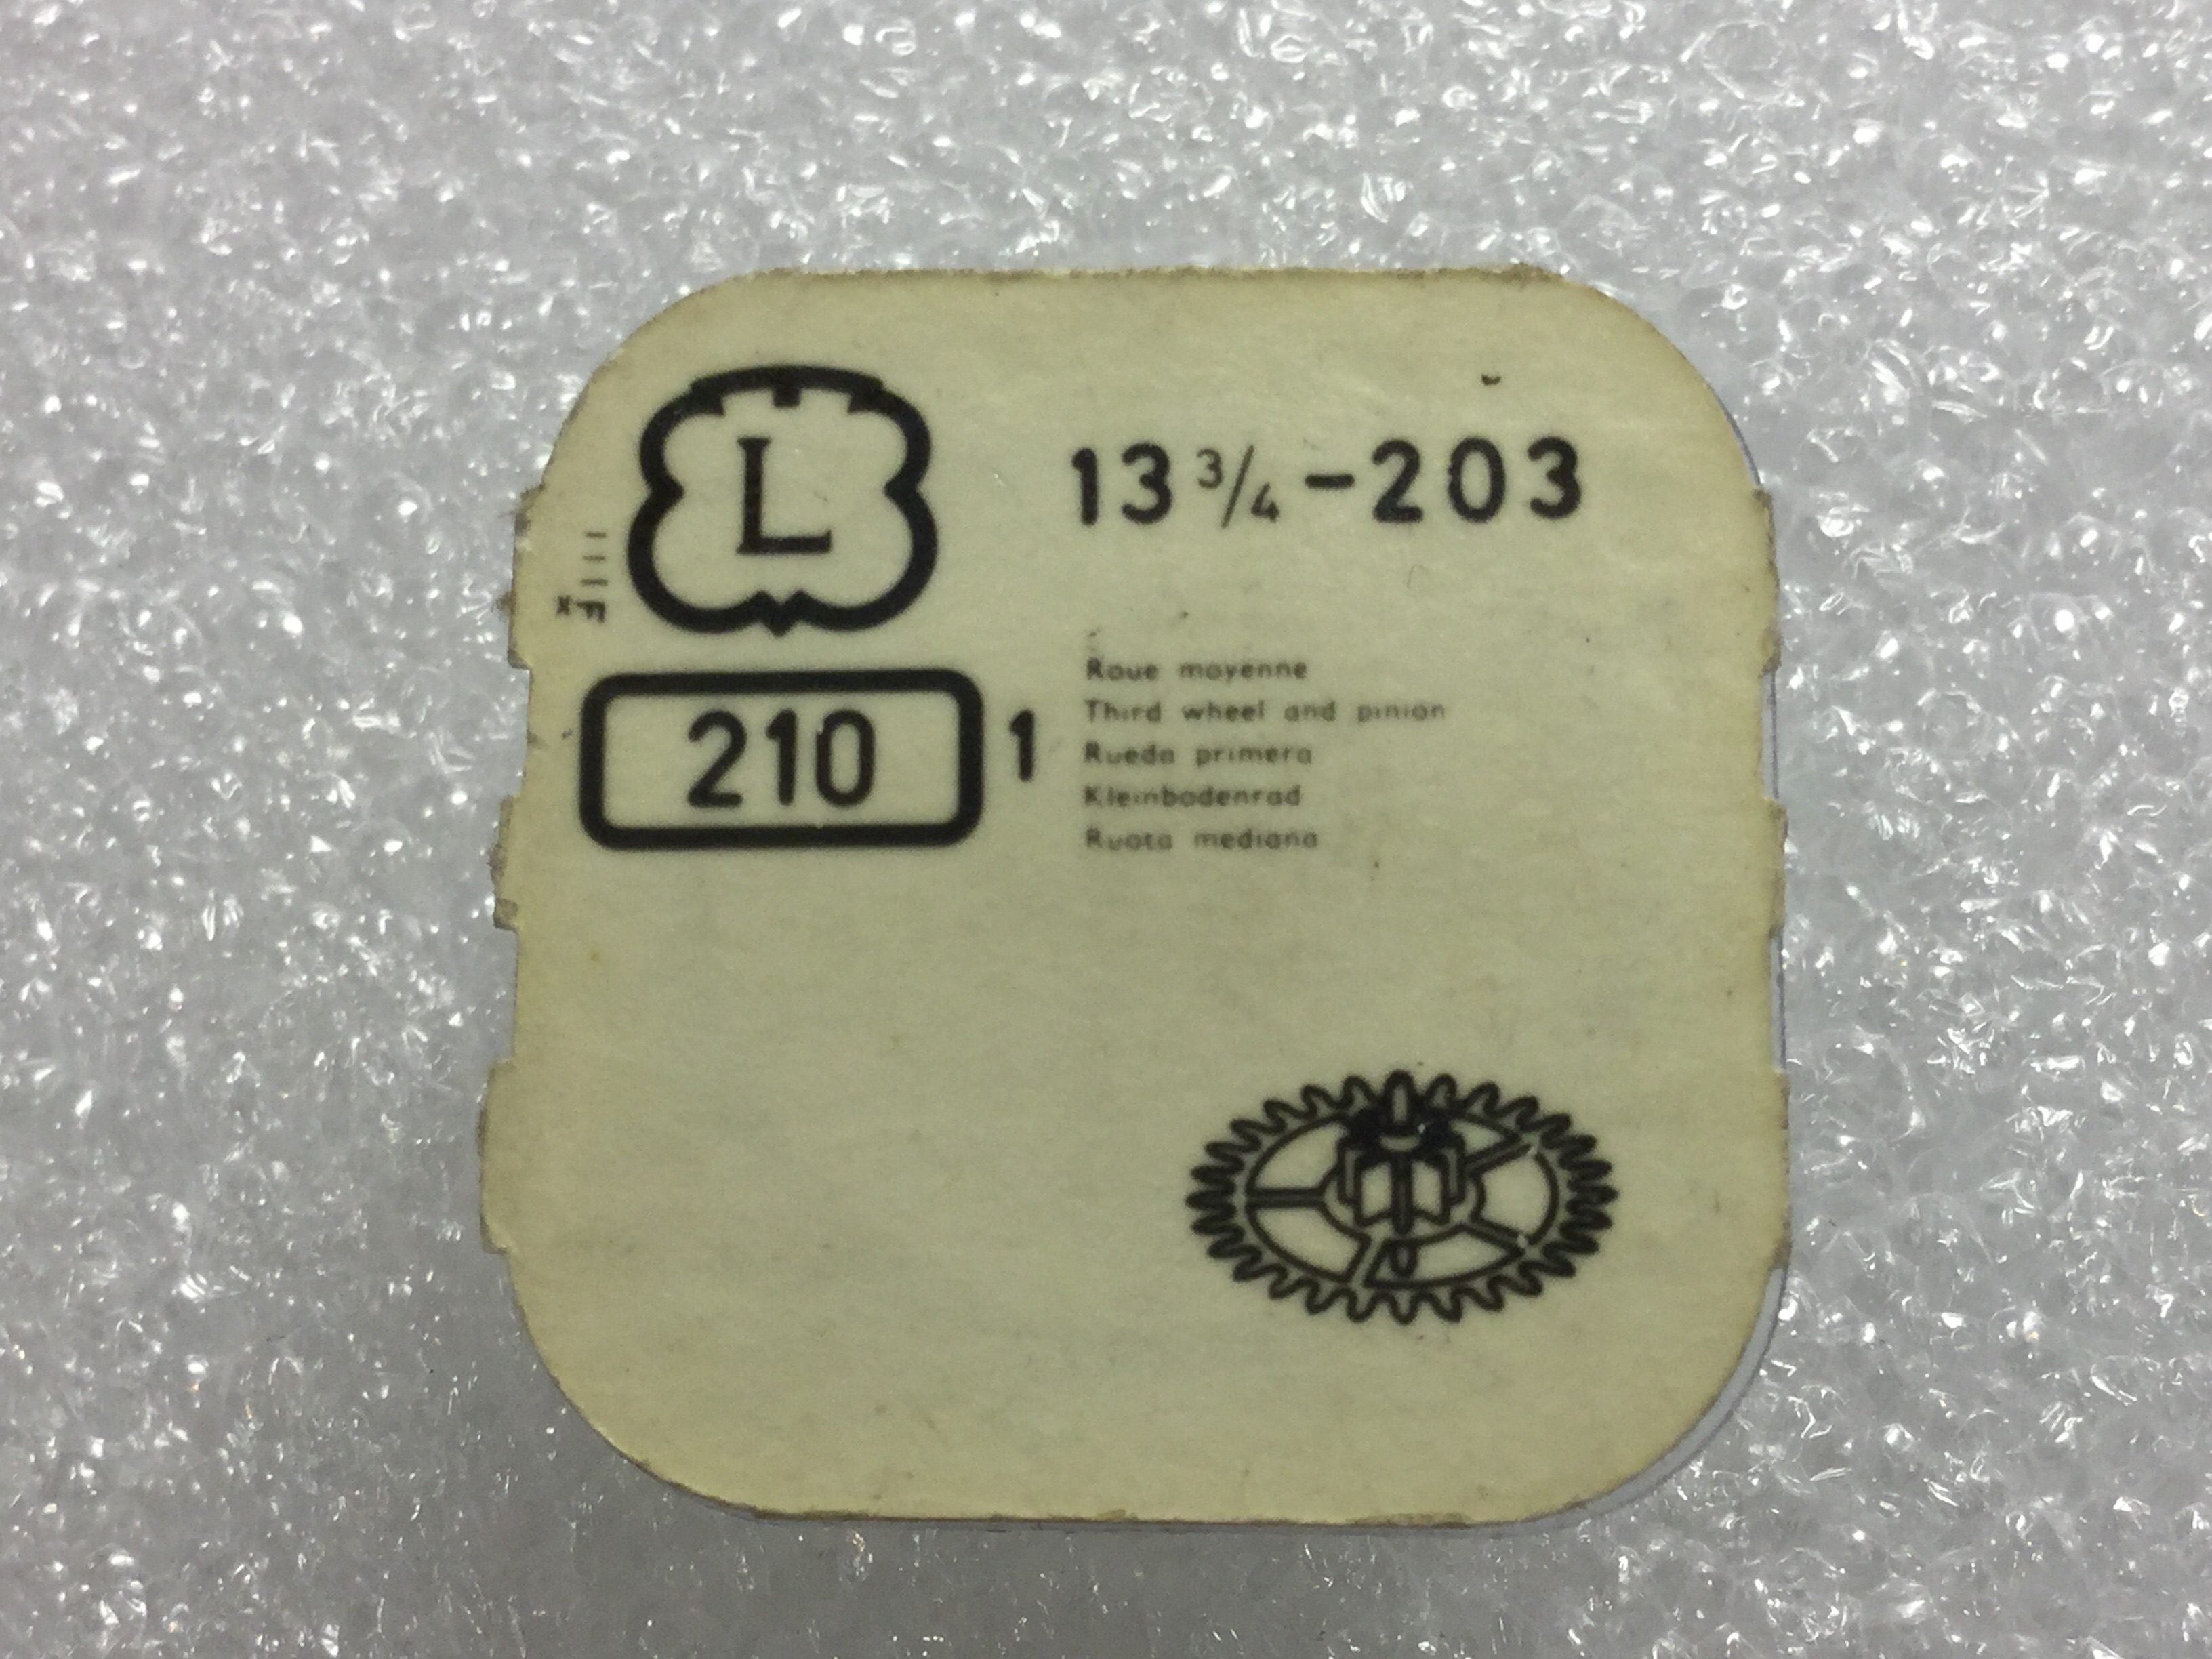 L
13 3/4 - 203
210 1
Roue moyenne
Third wheel and pinion
Rueda primera
Kleinbodenrad
Ruota mediana